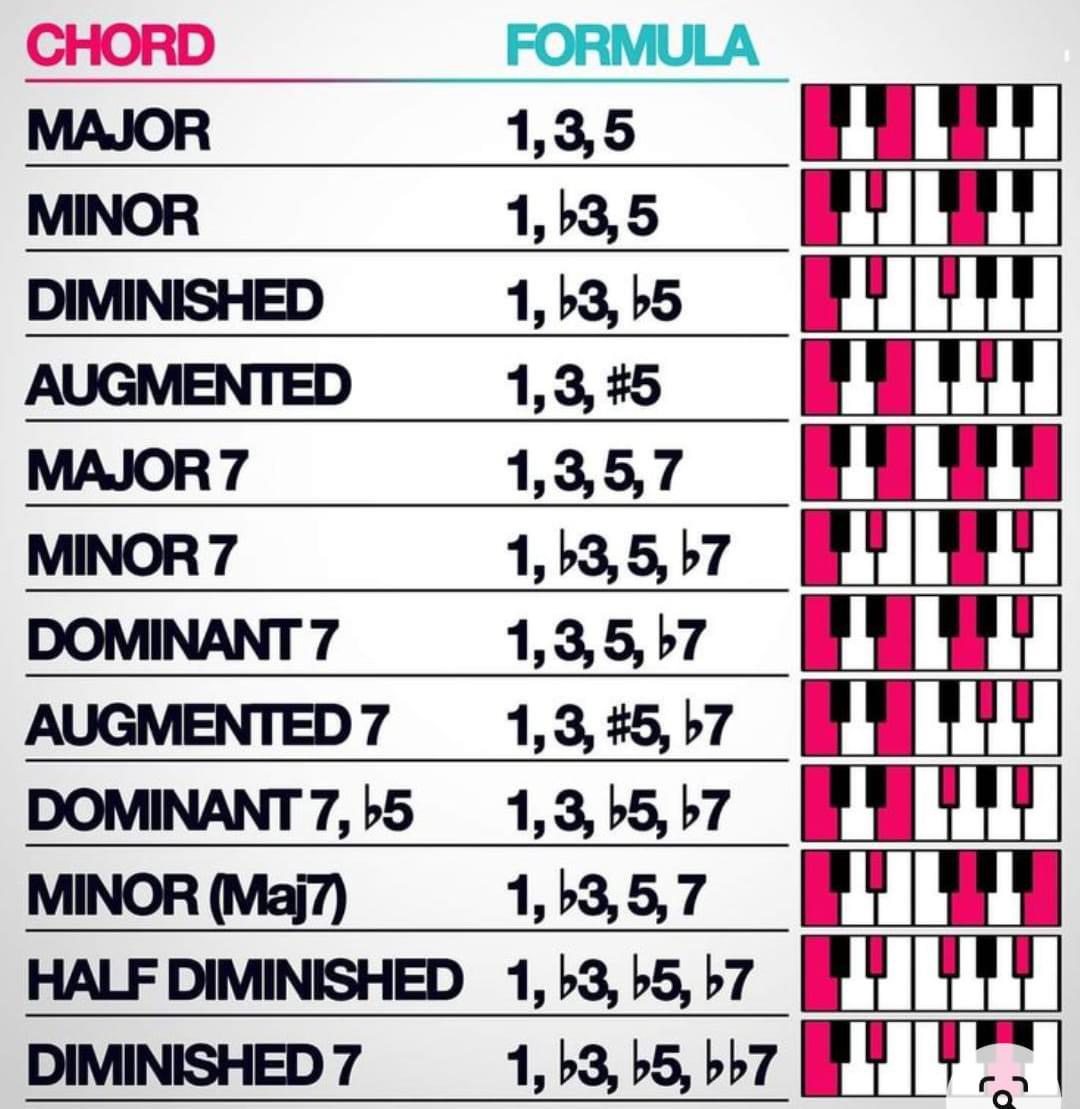 CHORD FORMULA
MAJOR 1, 3, 5
MINOR 1, ♭3, 5
DIMINISHED 1, ♭3, ♭5
AUGMENTED 1, 3, #5
MAJOR 7 1, 3, 5, 7
MINOR 7 1, ♭3, 5, ♭7
DOMINANT 7 1, 3, 5, ♭7
AUGMENTED 7 1, 3, #5, ♭7
DOMINANT 7, ♭5 1, 3, ♭5, ♭7
MINOR (Maj7) 1, ♭3, 5, 7
HALF DIMINISHED 1, ♭3, ♭5, ♭7
DIMINISHED 7 1, ♭3, ♭5, ♭♭7